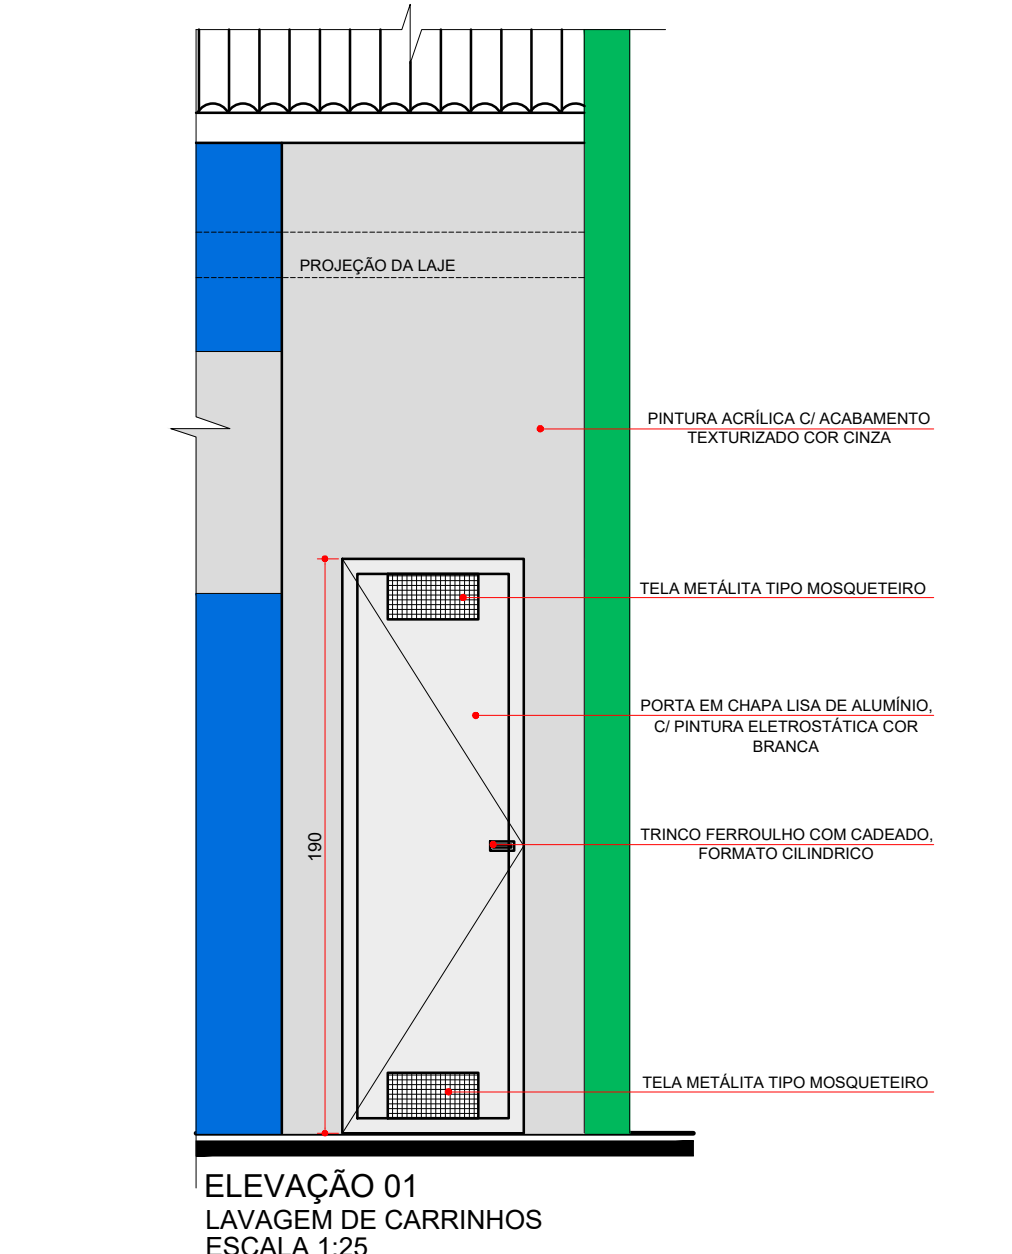 PROJEÇÃO DA LAJE
PINTURA ACRÍLICA C/ ACABAMENTO
TEXTURIZADO COR CINZA
TELA METÁLITA TIPO MOSQUETEIRO
PORTA EM CHAPA LISA DE ALUMÍNIO,
C/ PINTURA ELETROSTÁTICA COR
BRANCA
190
TRINCO FERROULHO COM CADEADO,
FORMATO CILINDRICO
TELA METÁLITA TIPO MOSQUETEIRO
ELEVAÇÃO 01
LAVAGEM DE CARRINHOS
ESCALA 1:25